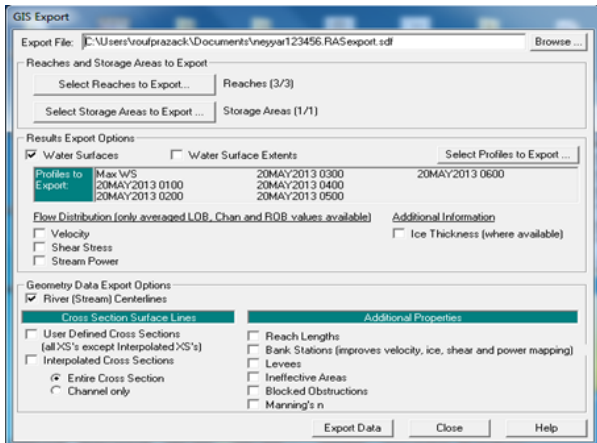 GIS Export
Export File: C:\Users\roufprazack\Documents\neyyar123456.RASexport.sdf Browse ...
Reaches and Storage Areas to Export
Select Reaches to Export... Reaches (3/3)
Select Storage Areas to Export ... Storage Areas (1/1)
Results Export Options
Water Surfaces Water Surface Extents Select Profiles to Export ...
Profiles to Export: Max WS 20MAY2013 0300 20MAY2013 0600
20MAY2013 0100 20MAY2013 0400
20MAY2013 0200 20MAY2013 0500
Flow Distribution (only averaged LOB, Chan and ROB values available) Additional Information
Velocity Ice Thickness (where available)
Shear Stress
Stream Power
Geometry Data Export Options
River (Stream) Centerlines
Cross Section Surface Lines Additional Properties
User Defined Cross Sections Reach Lengths
(all XS's except Interpolated XS's) Bank Stations (improves velocity, ice, shear and power mapping)
Interpolated Cross Sections Levees
Entire Cross Section Ineffective Areas
Channel only Blocked Obstructions
Manning's n
Export Data Close Help